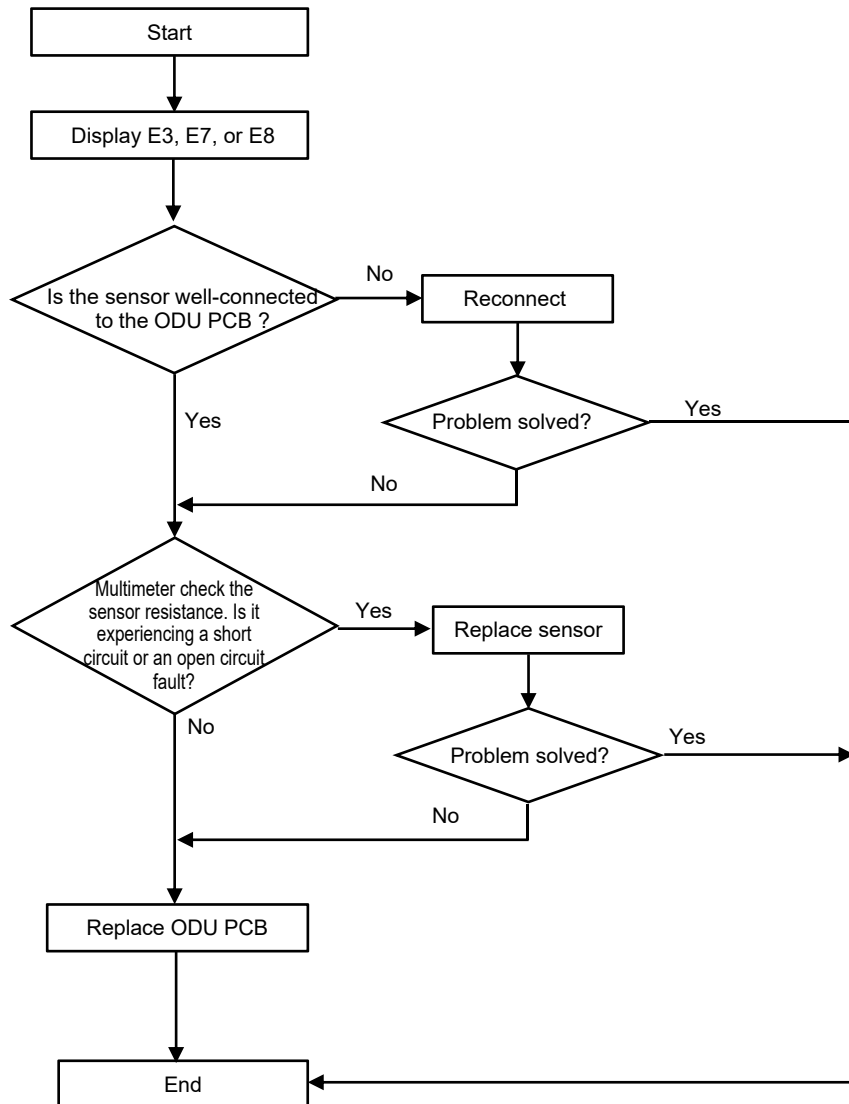 Start
Display E3, E7, or E8
Is the sensor well-connected
to the ODU PCB ?
No
Reconnect
Yes
Problem solved?
Yes
No
Multimeter check the
sensor resistance. Is it
experiencing a short
circuit or an open circuit
fault?
Yes
Replace sensor
No
Problem solved?
Yes
No
Replace ODU PCB
End